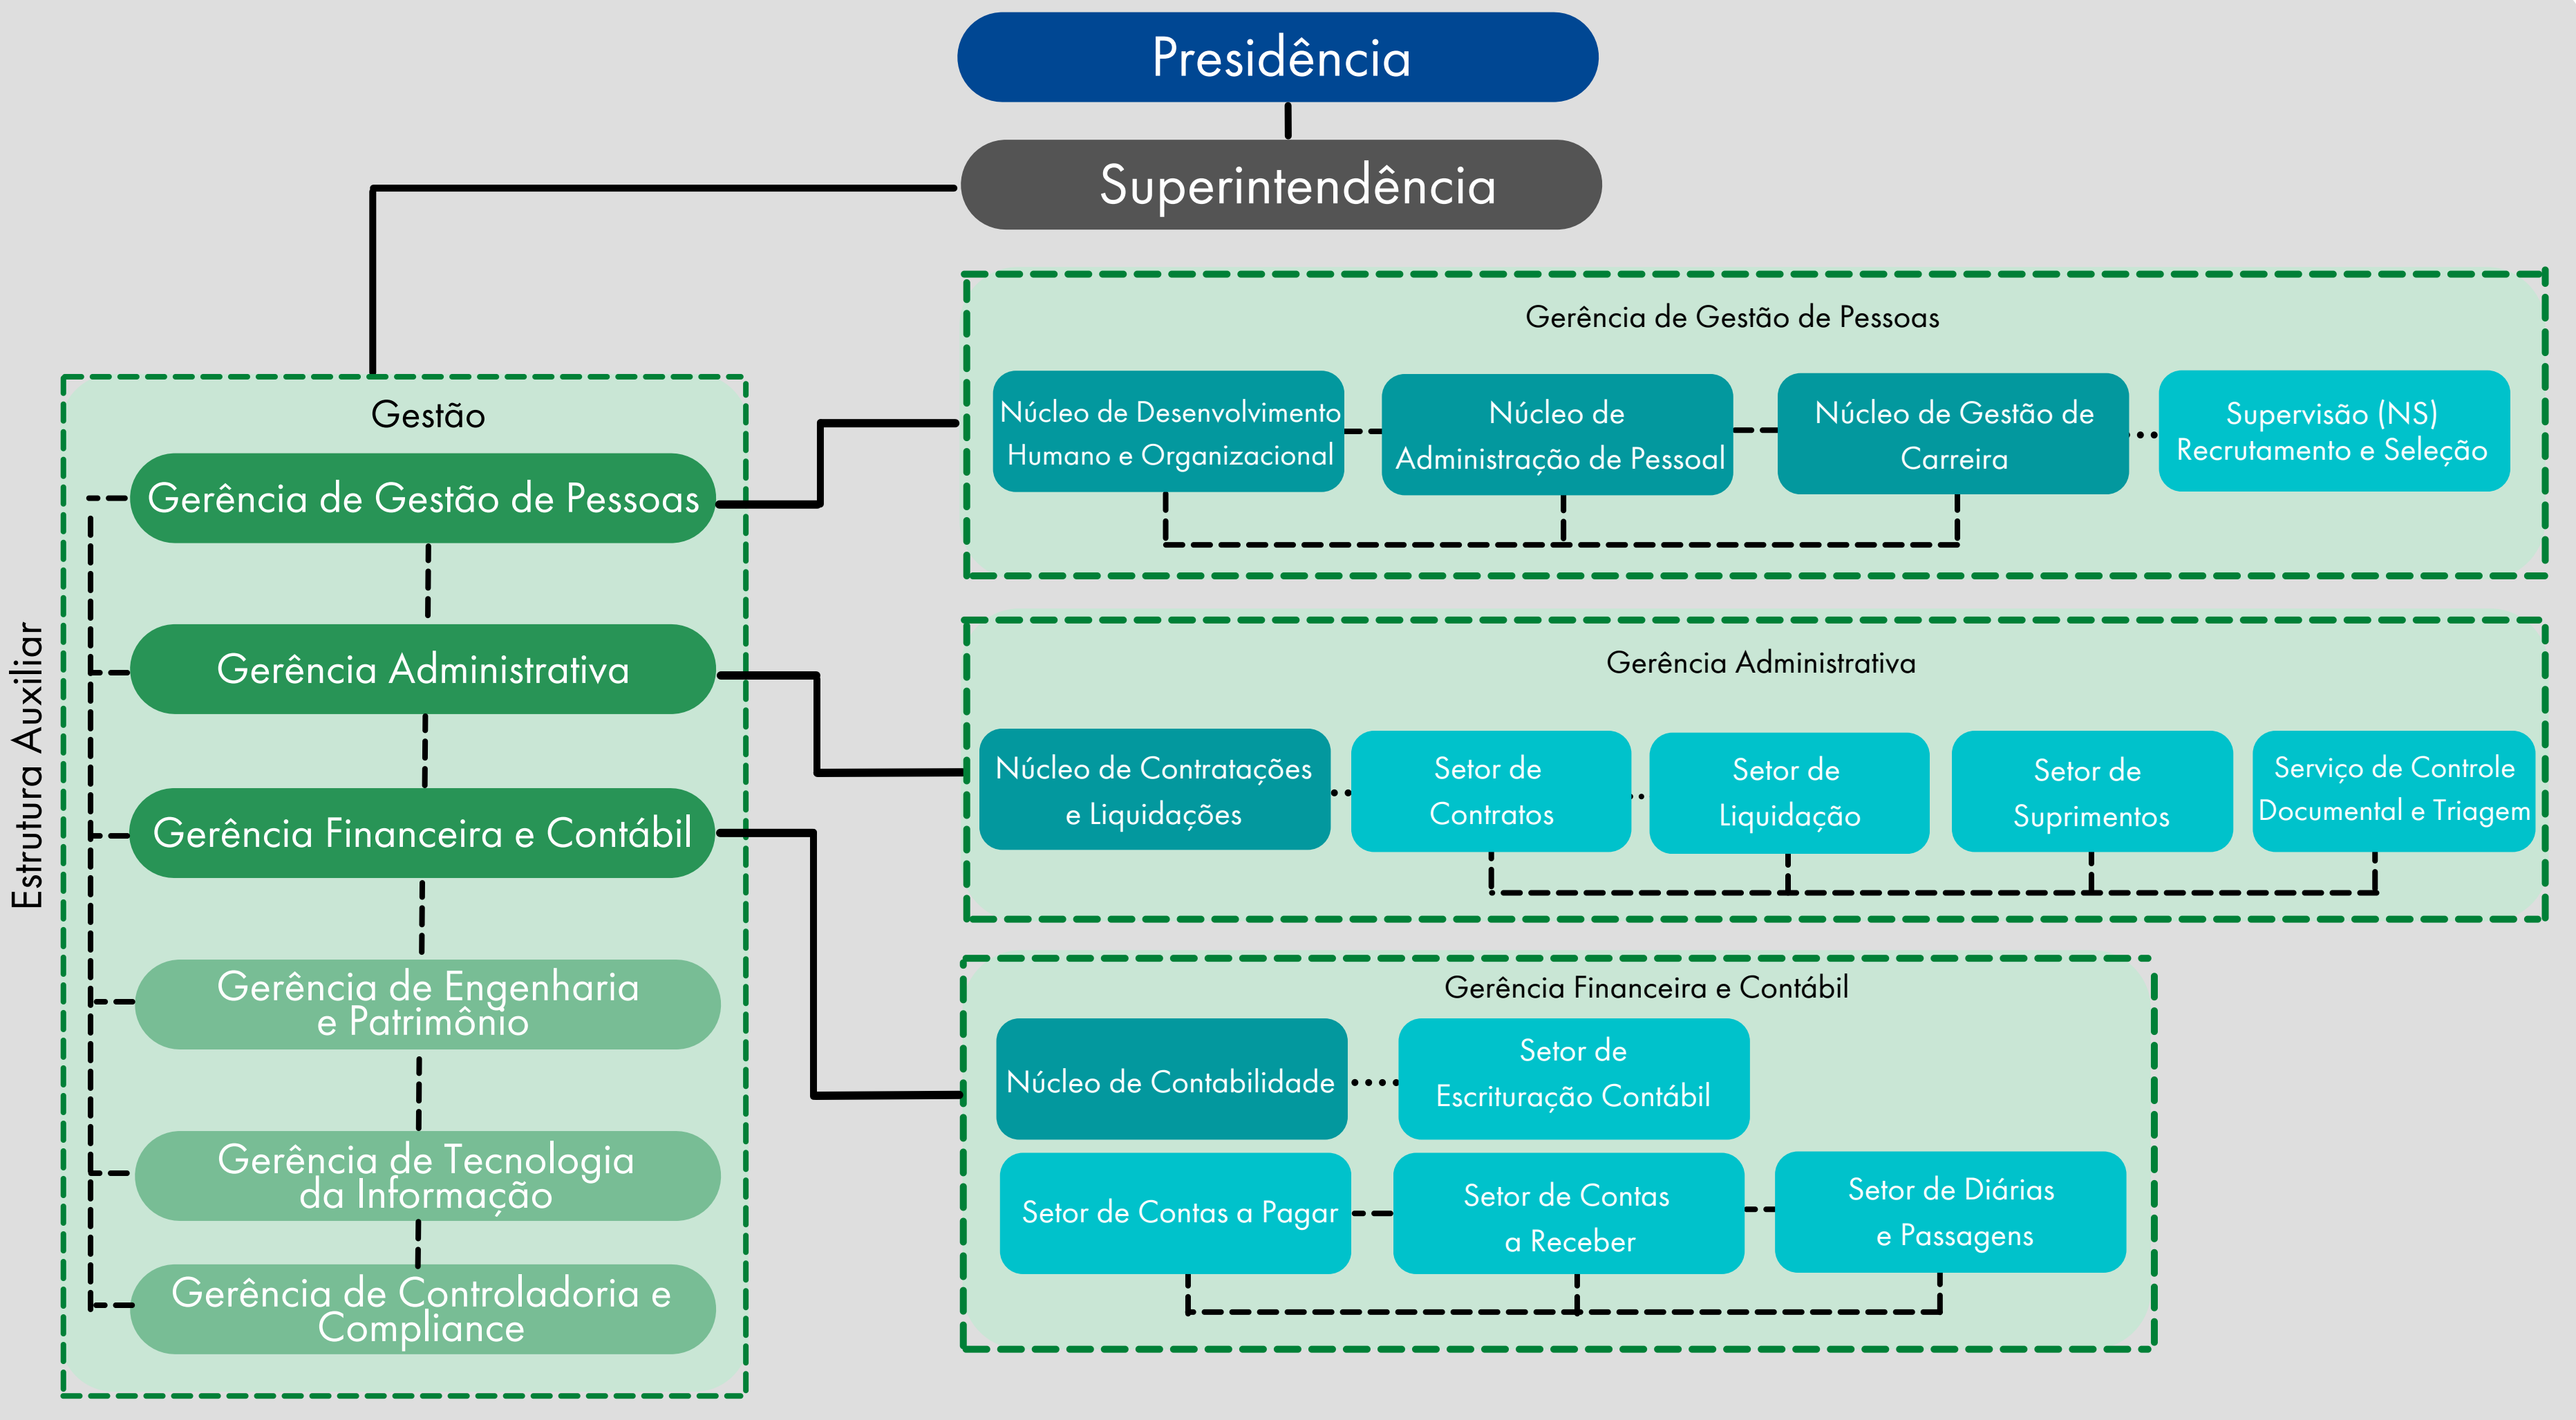 Presidência
Superintendência
Estrutura Auxiliar
Gestão
Gerência de Gestão de Pessoas
Gerência Administrativa
Gerência Financeira e Contábil
Gerência de Engenharia
e Patrimônio
Gerência de Tecnologia
da Informação
Gerência de Controladoria e
Compliance
Gerência de Gestão de Pessoas
Núcleo de Desenvolvimento
Humano e Organizacional
Núcleo de
Administração de Pessoal
Núcleo de Gestão de
Carreira
Supervisão (NS)
Recrutamento e Seleção
Gerência Administrativa
Núcleo de Contratações
e Liquidações
Setor de
Contratos
Setor de
Liquidação
Setor de
Suprimentos
Serviço de Controle
Documental e Triagem
Gerência Financeira e Contábil
Núcleo de Contabilidade
Setor de
Escrituração Contábil
Setor de Contas a Pagar
Setor de Contas
a Receber
Setor de Diárias
e Passagens